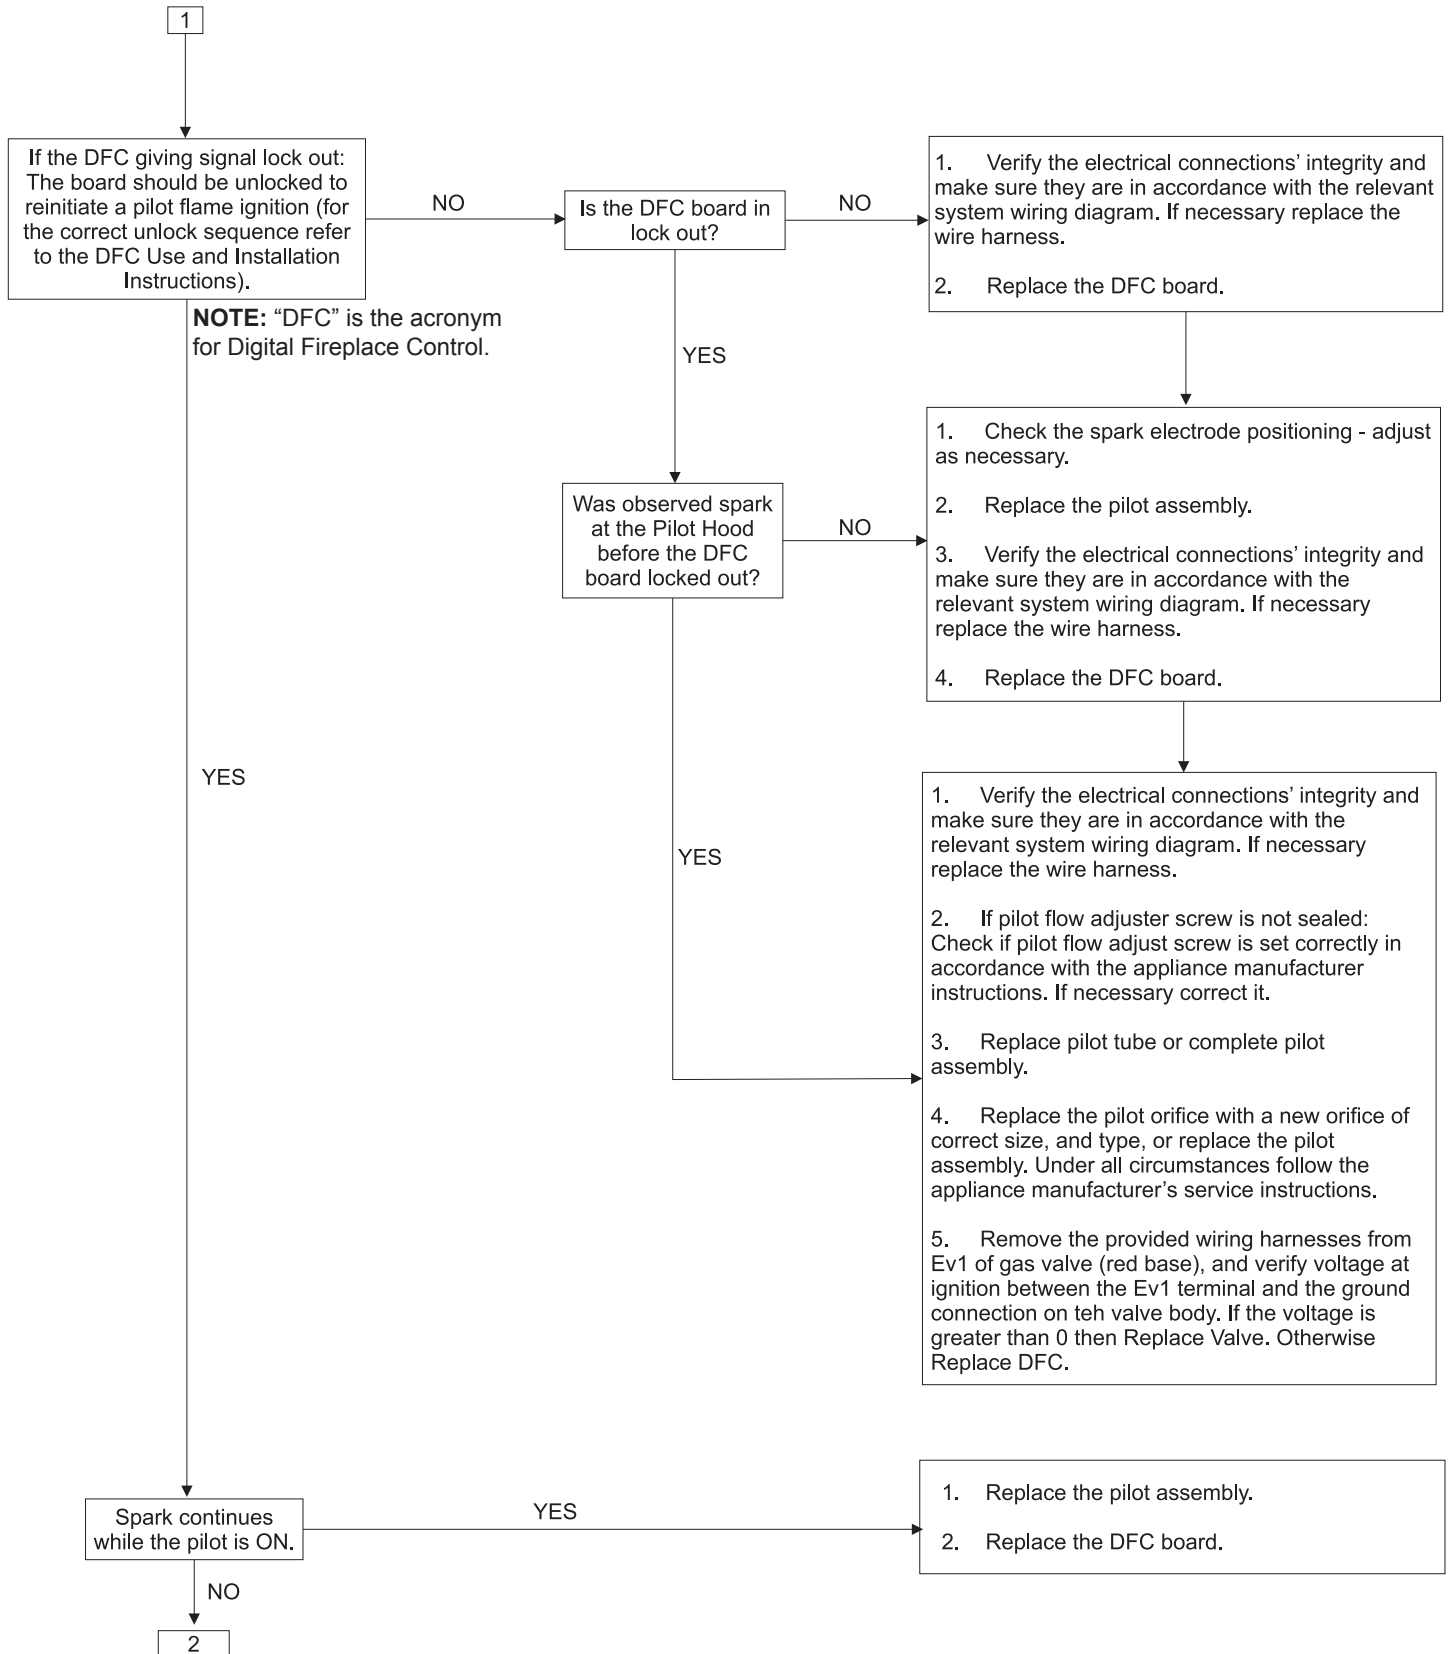 1
If the DFC giving signal lock out:
The board should be unlocked to
reinitiate a pilot flame ignition (for
the correct unlock sequence refer
to the DFC Use and Installation
Instructions).
NO
Is the DFC board in
lock out?
NO
1. Verify the electrical connections’ integrity and
make sure they are in accordance with the relevant
system wiring diagram. If necessary replace the
wire harness.
2. Replace the DFC board.
NOTE: “DFC” is the acronym
for Digital Fireplace Control.
YES
Was observed spark
at the Pilot Hood
before the DFC
board locked out?
NO
1. Check the spark electrode positioning - adjust
as necessary.
2. Replace the pilot assembly.
3. Verify the electrical connections’ integrity and
make sure they are in accordance with the
relevant system wiring diagram. If necessary
replace the wire harness.
4. Replace the DFC board.
YES
YES
1. Verify the electrical connections’ integrity and
make sure they are in accordance with the
relevant system wiring diagram. If necessary
replace the wire harness.
2. If pilot flow adjuster screw is not sealed:
Check if pilot flow adjust screw is set correctly in
accordance with the appliance manufacturer
instructions. If necessary correct it.
3. Replace pilot tube or complete pilot
assembly.
4. Replace the pilot orifice with a new orifice of
correct size, and type, or replace the pilot
assembly. Under all circumstances follow the
appliance manufacturer’s service instructions.
5. Remove the provided wiring harnesses from
Ev1 of gas valve (red base), and verify voltage at
ignition between the Ev1 terminal and the ground
connection on teh valve body. If the voltage is
greater than 0 then Replace Valve. Otherwise
Replace DFC.
Spark continues
while the pilot is ON.
YES
1. Replace the pilot assembly.
2. Replace the DFC board.
NO
2